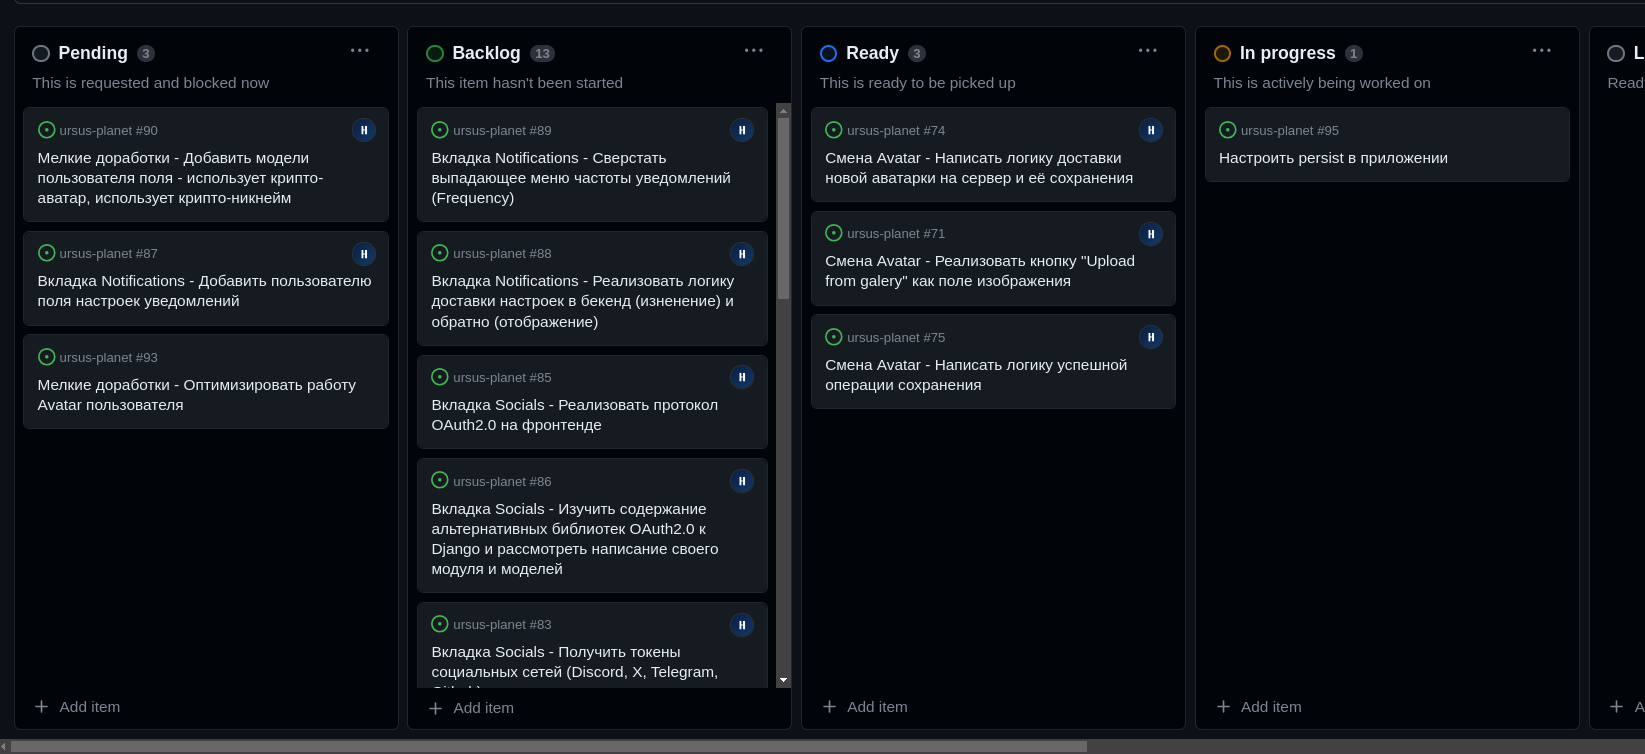 Pending 3
This is requested and blocked now
ursus-planet #90
Мелкие доработки - Добавить модели
пользователя поля - использует крипто-
аватар, использует крипто-никнейм
ursus-planet #87
Вкладка Notifications - Добавить пользователю
поля настроек уведомлений
ursus-planet #93
Мелкие доработки - Оптимизировать работу
Avatar пользователя
Add item
Backlog 13
This item hasn't been started
ursus-planet #89
Вкладка Notifications - Сверстать
выпадающее меню частоты уведомлений
(Frequency)
ursus-planet #88
Вкладка Notifications - Реализовать логику
доставки настроек в бекенд (изненение) и
обратно (отображение)
ursus-planet #85
Вкладка Socials - Реализовать протокол
OAuth2.0 на фронтенде
ursus-planet #86
Вкладка Socials - Изучить содержание
альтернативных библиотек OAuth2.0 к
Django и рассмотреть написание своего
модуля и моделей
ursus-planet #83
Вкладка Socials - Получить токены
социальных сетей (Discord, X, Telegram,
Add item
Ready 3
This is ready to be picked up
ursus-planet #74
Смена Avatar - Написать логику доставки
новой аватарки на сервер и её сохранения
ursus-planet #71
Смена Avatar - Реализовать кнопку "Upload
from galery" как поле изображения
ursus-planet #75
Смена Avatar - Написать логику успешной
операции сохранения
Add item
In progress 1
This is actively being worked on
ursus-planet #95
Настроить persist в приложении
Add item
L
Read
A